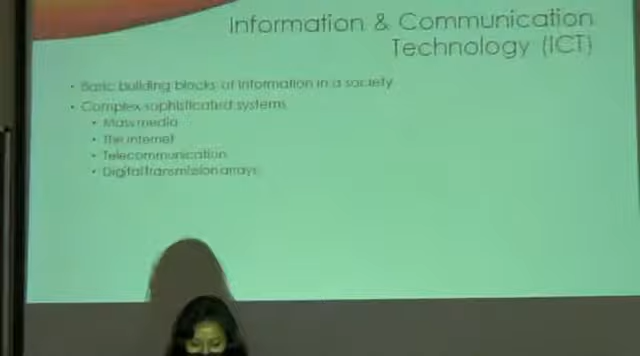 Information & Communication
Technology (ICT)
• Basic building blocks of information in a society
• Complex sophisticated systems
• Mass media
• The internet
• Telecommunication
• Digital transmission arrays